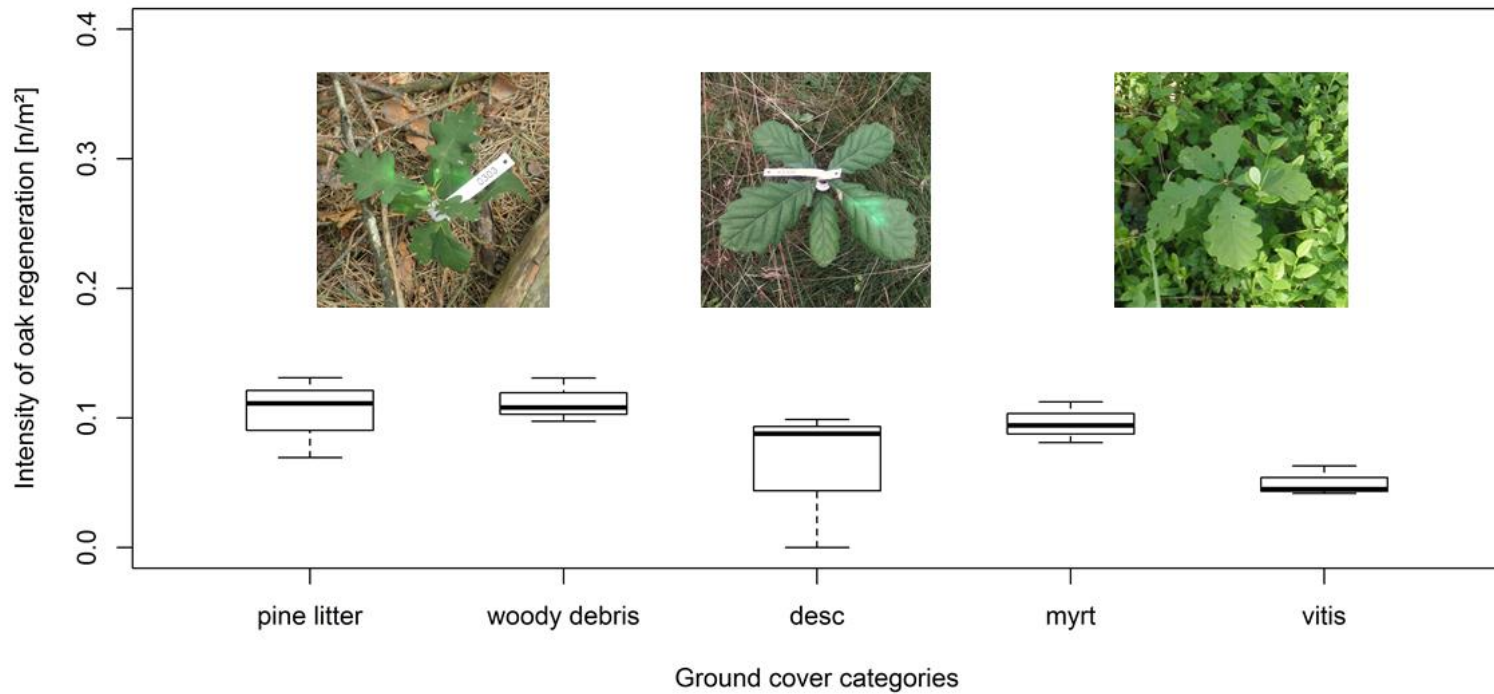 Intensity of oak regeneration [n/m²]
0.4
0.3
0.2
0.1
0.0
0303
pine litter
woody debris
desc
myrt
vitis
Ground cover categories